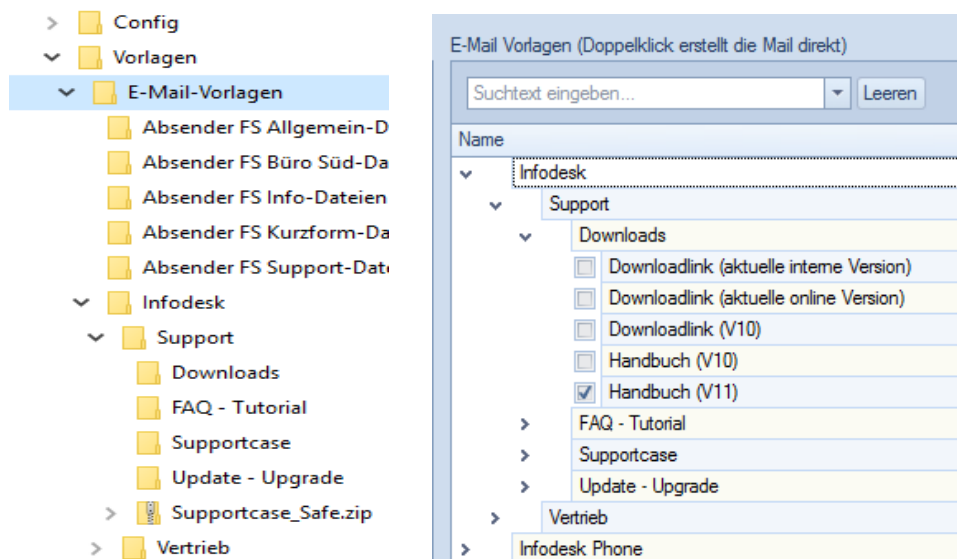 Config
Vorlagen
E-Mail-Vorlagen
Absender FS Allgemein-D
Absender FS Büro Süd-Da
Absender FS Info-Dateien
Absender FS Kurzform-Da
Absender FS Support-Date
Infodesk
Support
Downloads
FAQ - Tutorial
Supportcase
Update - Upgrade
Supportcase_Safe.zip
Vertrieb
E-Mail Vorlagen (Doppelklick erstellt die Mail direkt)
Suchtext eingeben...
Leeren
Name
Infodesk
Support
Downloads
Downloadlink (aktuelle interne Version)
Downloadlink (aktuelle online Version)
Downloadlink (V10)
Handbuch (V10)
Handbuch (V11)
FAQ - Tutorial
Supportcase
Update - Upgrade
Vertrieb
Infodesk Phone